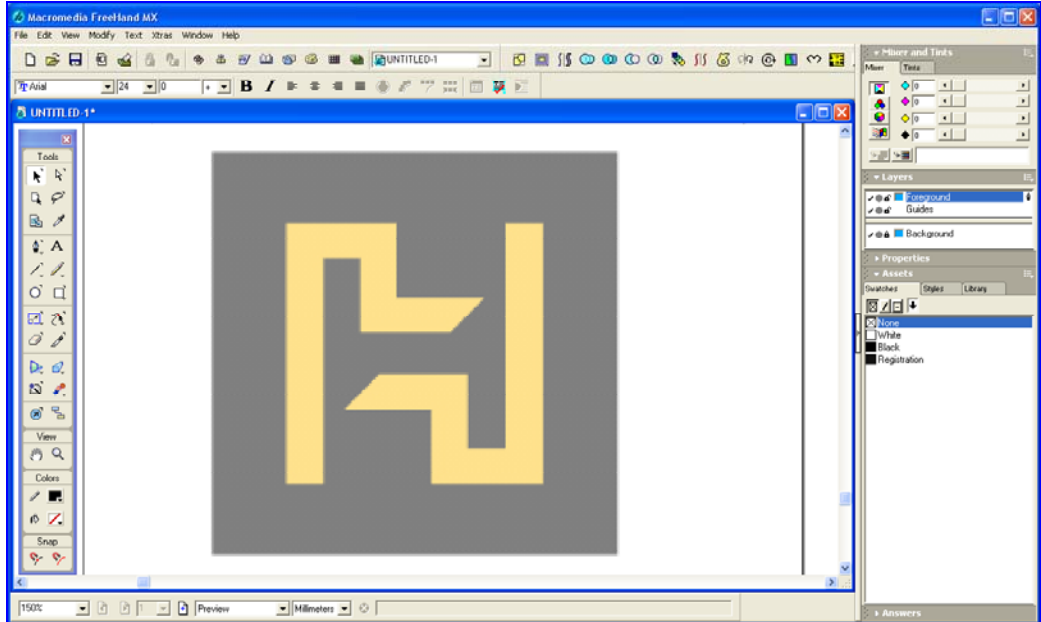 Macromedia FreeHand MX
File Edit View Modify Text Xtras Window Help
UNTITLED-1
Arial 24 0 + B I
UNTITLED-1*
Tools
A
View
Colors
Snap
150% 1 Preview Millimeters
Mixer and Tints
Mixer Tints
0
0
0
0
Layers
Foreground
Guides
Background
Properties
Assets
Swatches Styles Library
None
White
Black
Registration
Answers